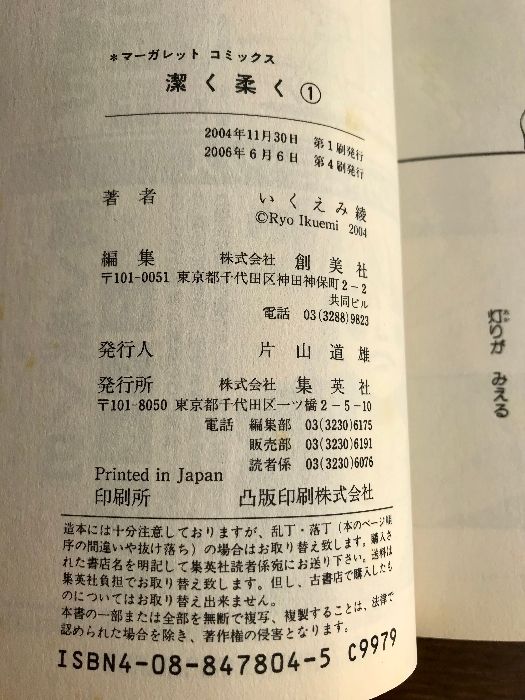 *マーガレット コミックス
潔く柔く①
2004年11月30日 第1刷発行
2006年6月6日 第4刷発行
著者 いくえみ綾
©Ryo Ikuemi 2004
編集 株式会社 創美社
〒101-0051 東京都千代田区神田神保町2-2
共同ビル
電話 03(3288)9823
発行人 片山道雄
発行所 株式会社 集英社
〒101-8050 東京都千代田区一ツ橋2-5-10
電話 編集部 03(3230)6175
販売部 03(3230)6191
読者係 03(3230)6076
Printed in Japan
印刷所 凸版印刷株式会社
造本には十分注意しておりますが、乱丁・落丁(本のページ順
序の間違いや抜け落ち)の場合はお取り替え致します。購入さ
れた書店名を明記して集英社読者係宛にお送り下さい。送料は
集英社負担でお取り替え致します。但し、古書店で購入したも
のについてはお取り替え出来ません。
本書の一部または全部を無断で複写、複製することは、法律で
認められた場合を除き、著作権の侵害となります。
ISBN4-08-847804-5 C9979
灯りが みえる